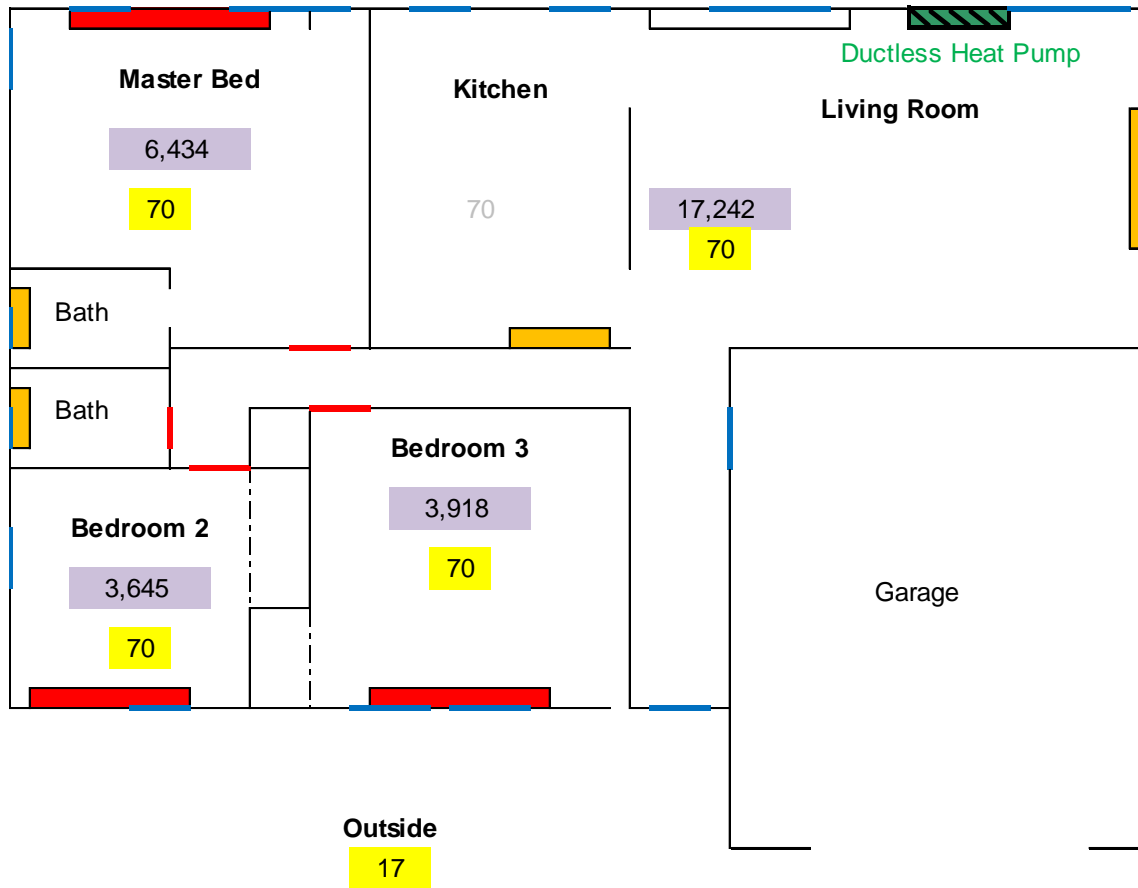 Ductless Heat Pump
Master Bed
Kitchen
Living Room
6,434
70
70
17,242
70
Bath
Bath
Bedroom 3
3,918
70
Bedroom 2
3,645
70
Garage
Outside
17